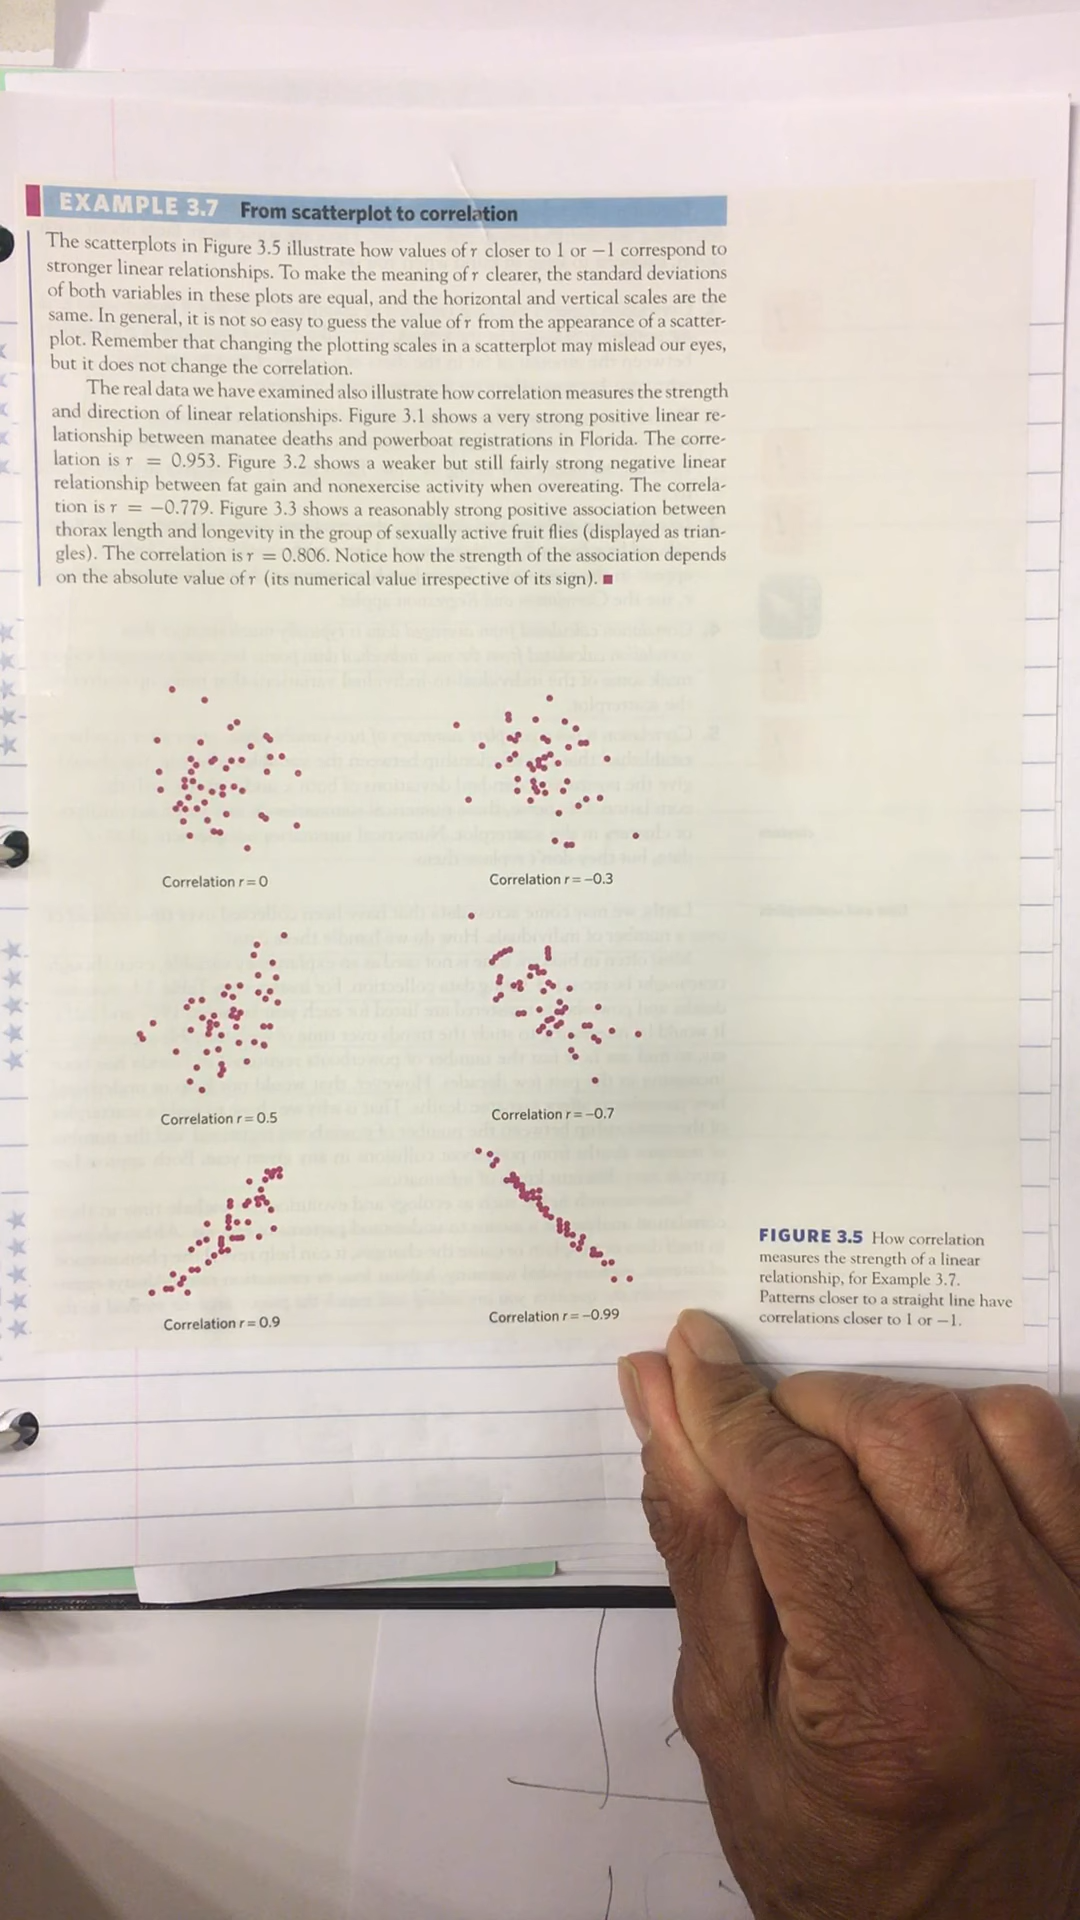 EXAMPLE 3.7 From scatterplot to correlation
The scatterplots in Figure 3.5 illustrate how values of r closer to 1 or −1 correspond to
stronger linear relationships. To make the meaning of r clearer, the standard deviations
of both variables in these plots are equal, and the horizontal and vertical scales are the
same. In general, it is not so easy to guess the value of r from the appearance of a scatter-
plot. Remember that changing the plotting scales in a scatterplot may mislead our eyes,
but it does not change the correlation.
The real data we have examined also illustrate how correlation measures the strength
and direction of linear relationships. Figure 3.1 shows a very strong positive linear re-
lationship between manatee deaths and powerboat registrations in Florida. The corre-
lation is r = 0.953. Figure 3.2 shows a weaker but still fairly strong negative linear
relationship between fat gain and nonexercise activity when overeating. The correla-
tion is r = −0.779. Figure 3.3 shows a reasonably strong positive association between
thorax length and longevity in the group of sexually active fruit flies (displayed as trian-
gles). The correlation is r = 0.806. Notice how the strength of the association depends
on the absolute value of r (its numerical value irrespective of its sign). ■
Correlation r = 0
Correlation r = −0.3
Correlation r = 0.5
Correlation r = −0.7
Correlation r = 0.9
Correlation r = −0.99
FIGURE 3.5 How correlation
measures the strength of a linear
relationship, for Example 3.7.
Patterns closer to a straight line have
correlations closer to 1 or −1.